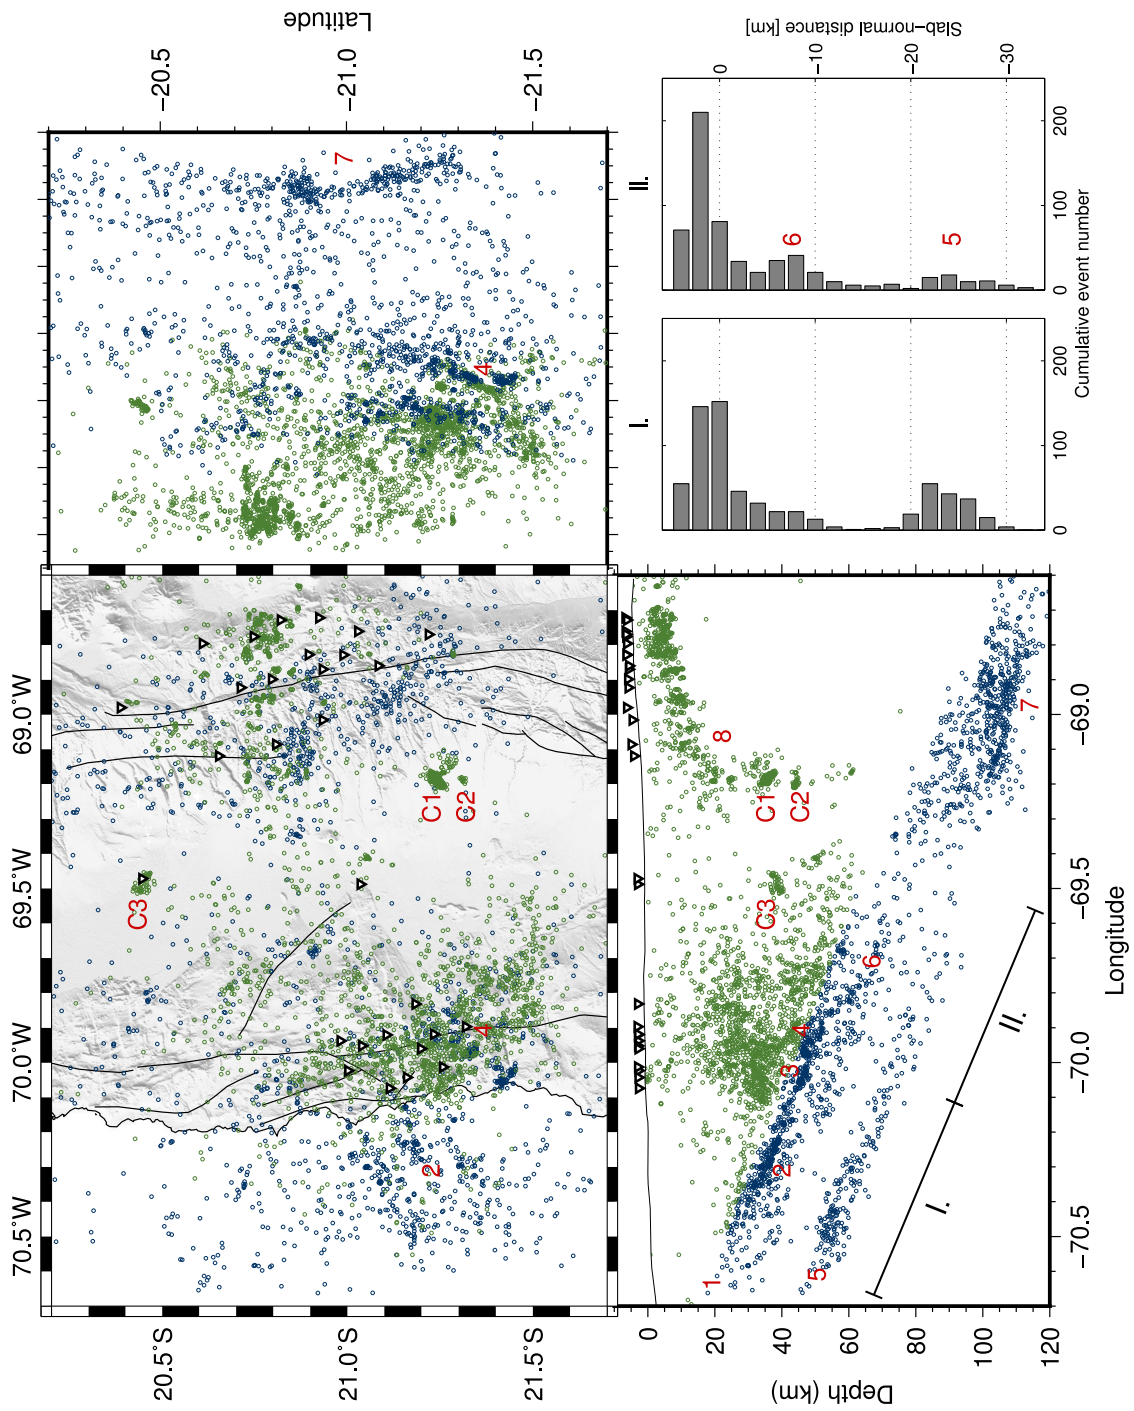 70.5°W
70.0°W
69.5°W
69.0°W
20.5°S
21.0°S
21.5°S
C3
C1
C2
2
4
−20.5
−21.0
−21.5
Latitude
7
4
0
20
40
60
80
100
120
Depth (km)
1
2
3
4
5
6
7
8
C1
C2
C3
I.
II.
−70.5
−70.0
−69.5
−69.0
Longitude
I.
II.
6
5
0
100
200
0
100
200
Cumulative event number
0
−10
−20
−30
Slab−normal distance [km]